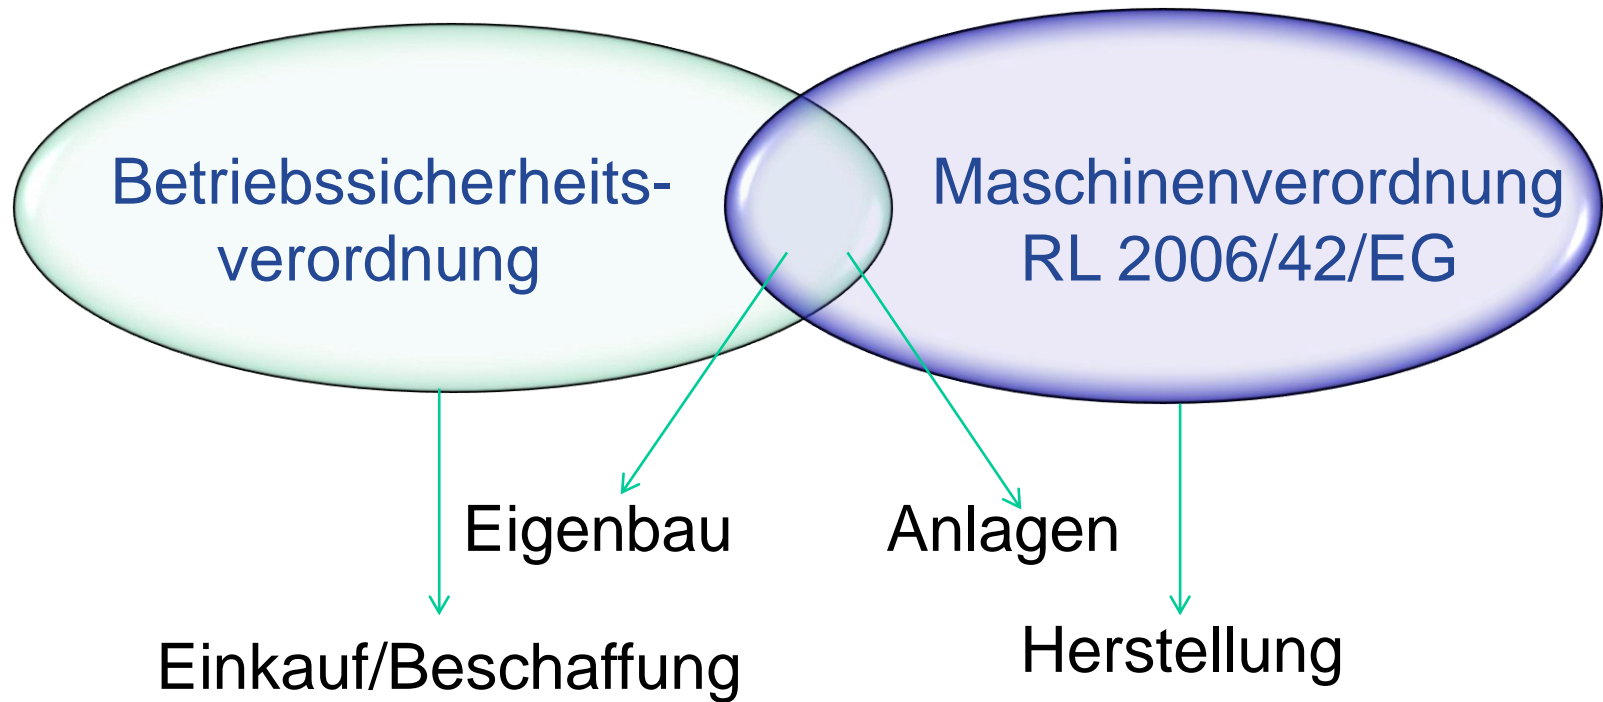 Betriebssicherheits-
verordnung
Maschinenverordnung
RL 2006/42/EG
Eigenbau
Anlagen
Einkauf/Beschaffung
Herstellung